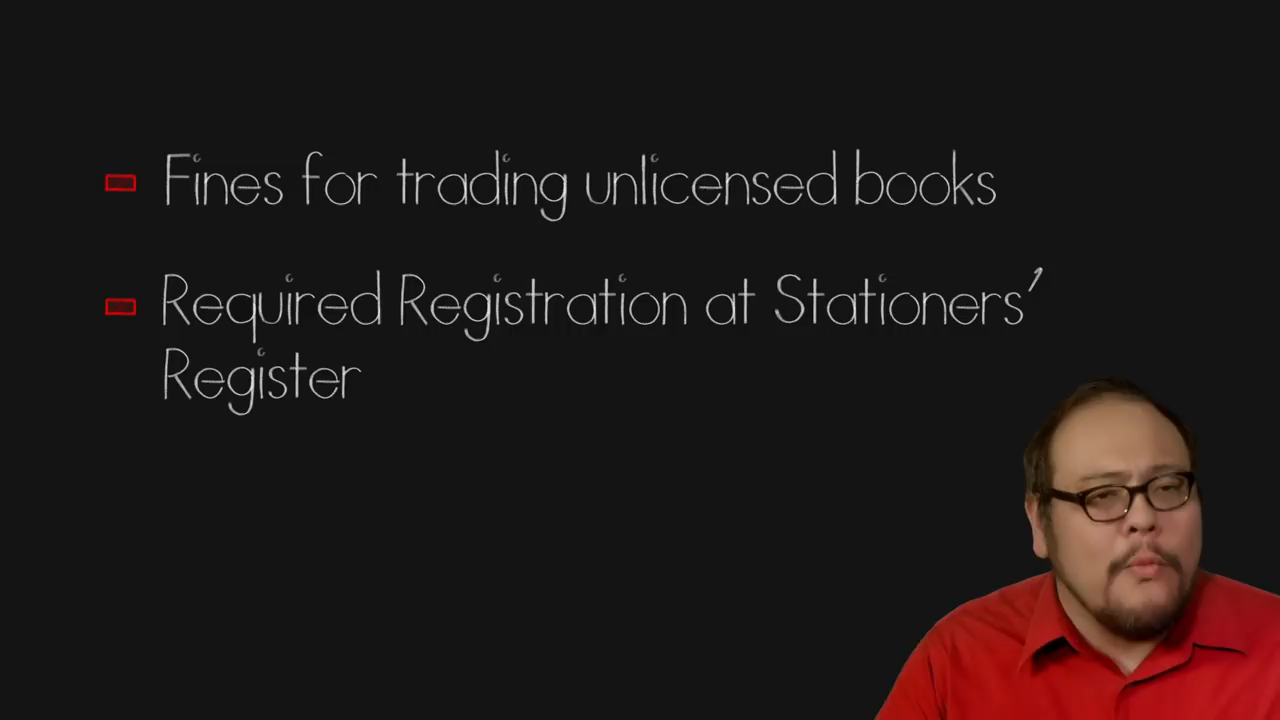 Fines for trading unlicensed books
Required Registration at Stationers'
Register